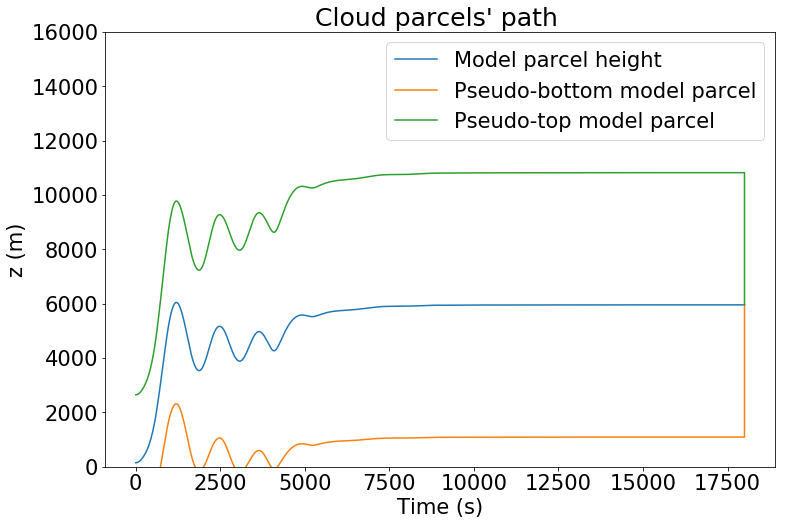 Cloud parcels' path
16000
14000
12000
10000
8000
6000
4000
2000
0
z (m)
Model parcel height
Pseudo-bottom model parcel
Pseudo-top model parcel
0 2500 5000 7500 10000 12500 15000 17500
Time (s)